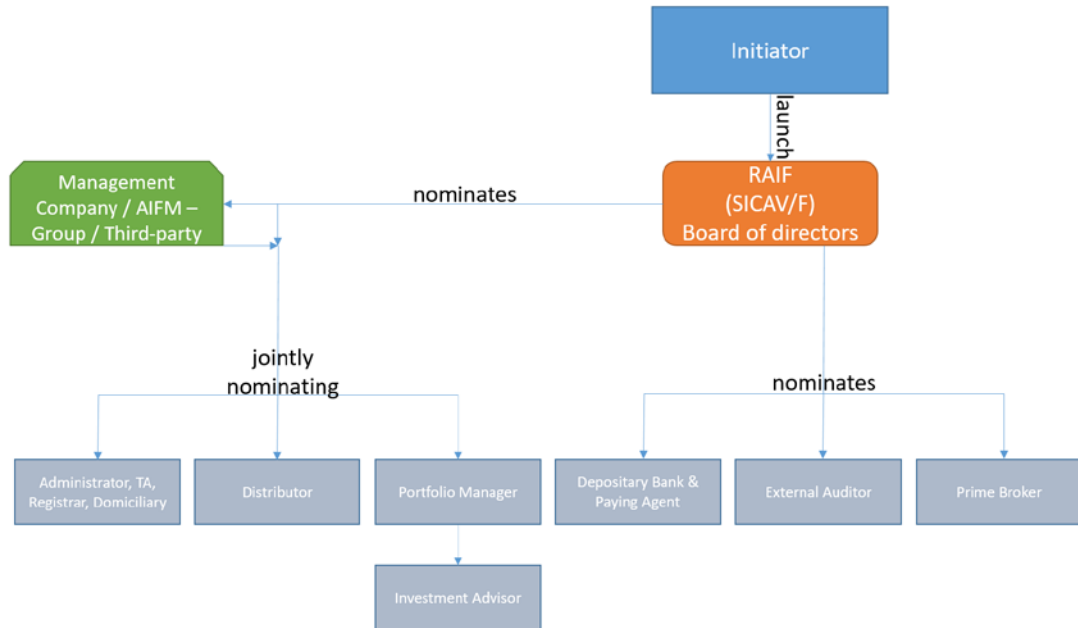 Initiator
launch
RAIF
(SICAV/F)
Board of directors
nominates
Management
Company / AIFM –
Group / Third-party
jointly
nominating
nominates
Administrator, TA,
Registrar, Domiciliary
Distributor
Portfolio Manager
Depositary Bank &
Paying Agent
External Auditor
Prime Broker
Investment Advisor